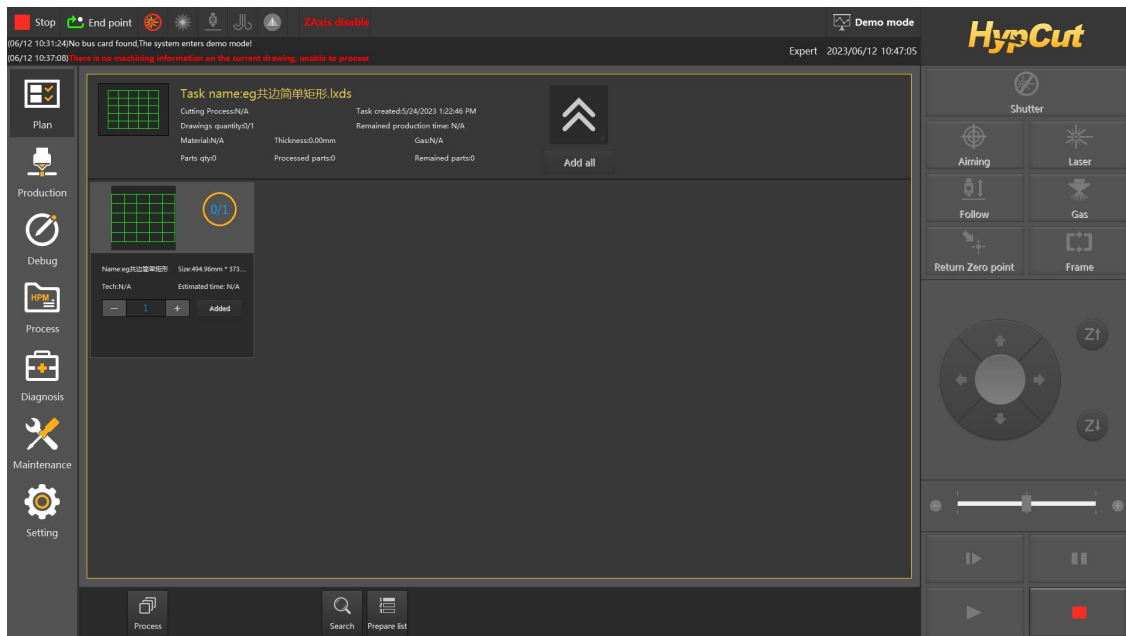 Stop End point ZAxis disable Demo mode
(06/12 10:31:24)No bus card found,The system enters demo mode!
(06/12 10:37:08)There is no machining information on the current drawing, unable to process
Expert 2023/06/12 10:47:05
HypCut
Plan
Production
Debug
HPM
Process
Diagnosis
Maintenance
Setting
Task name:eg共边简单矩形.lxds
Cutting Process:N/A Task created:5/24/2023 1:22:46 PM
Drawings quantity:0/1 Remained production time: N/A
Material:N/A Thickness:0.00mm Gas:N/A
Parts qty:0 Processed parts:0 Remained parts:0
Add all
0/1
Name:eg共边简单矩形 Size:494.96mm * 373...
Tech:N/A Estimated time: N/A
— 1 + Added
Process
Search
Prepare list
Shutter
Aiming Laser
Follow Gas
Return Zero point Frame
Z↑
Z↓